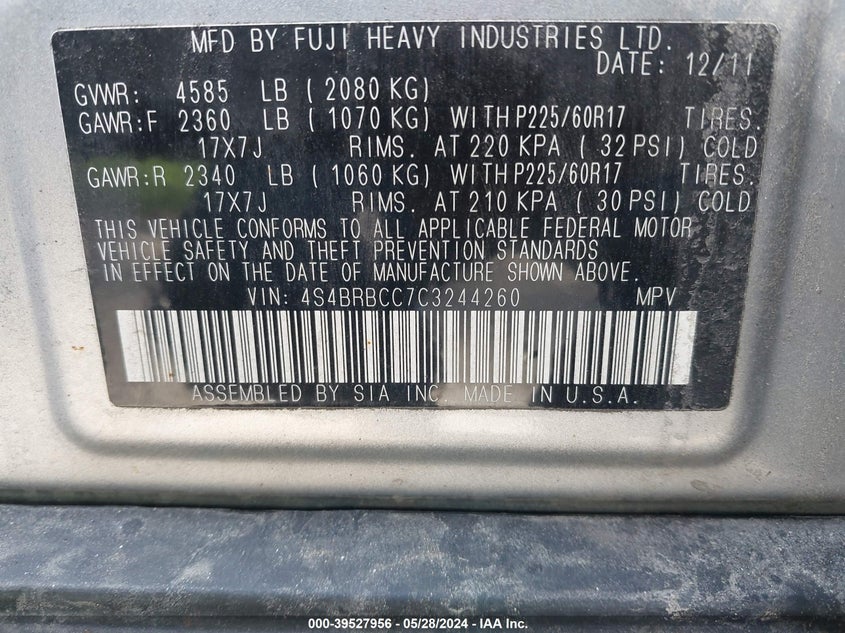 MFD BY FUJI HEAVY INDUSTRIES LTD.
DATE: 12/11
GVWR: 4585 LB ( 2080 KG)
GAWR:F 2360 LB ( 1070 KG) WITH P225/60R17 TIRES.
17X7J RIMS. AT 220 KPA ( 32 PSI) COLD
GAWR:R 2340 LB ( 1060 KG) WITH P225/60R17 TIRES.
17X7J RIMS. AT 210 KPA ( 30 PSI) COLD
THIS VEHICLE CONFORMS TO ALL APPLICABLE FEDERAL MOTOR
VEHICLE SAFETY AND THEFT PREVENTION STANDARDS
IN EFFECT ON THE DATE OF MANUFACTURE SHOWN ABOVE.
VIN: 4S4BRBCC7C3244260 MPV
ASSEMBLED BY SIA INC. MADE IN U.S.A.
000-39527956 - 05/28/2024 - IAA Inc.